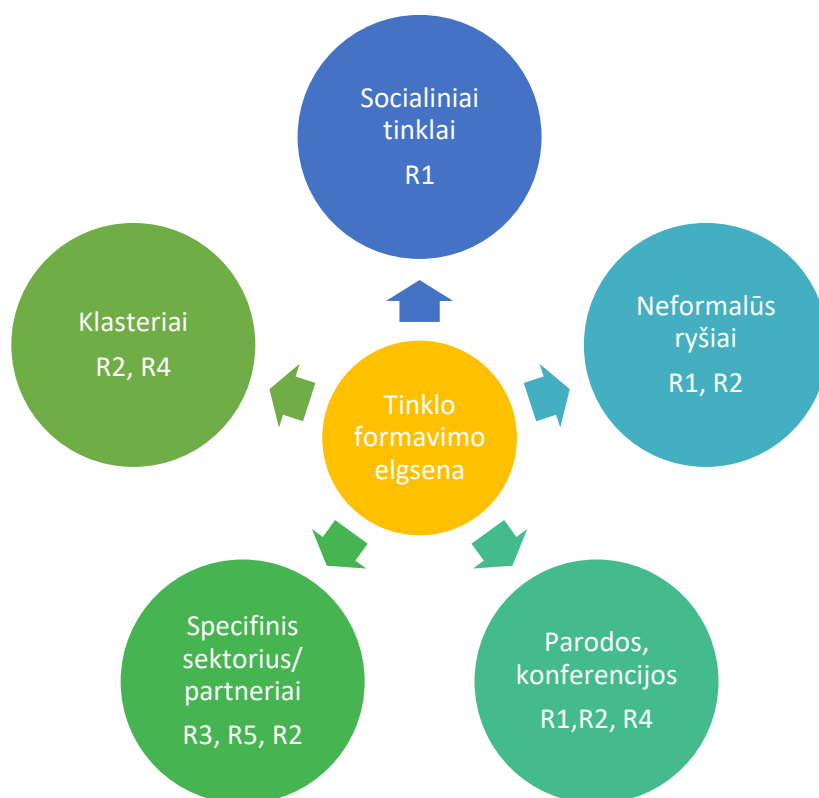 Socialiniai
tinklai
R1
Neformalūs
ryšiai
R1, R2
Parodos,
konferencijos
R1,R2, R4
Specifinis
sektorius/
partneriai
R3, R5, R2
Klasteriai
R2, R4
Tinklo
formavimo
elgsena